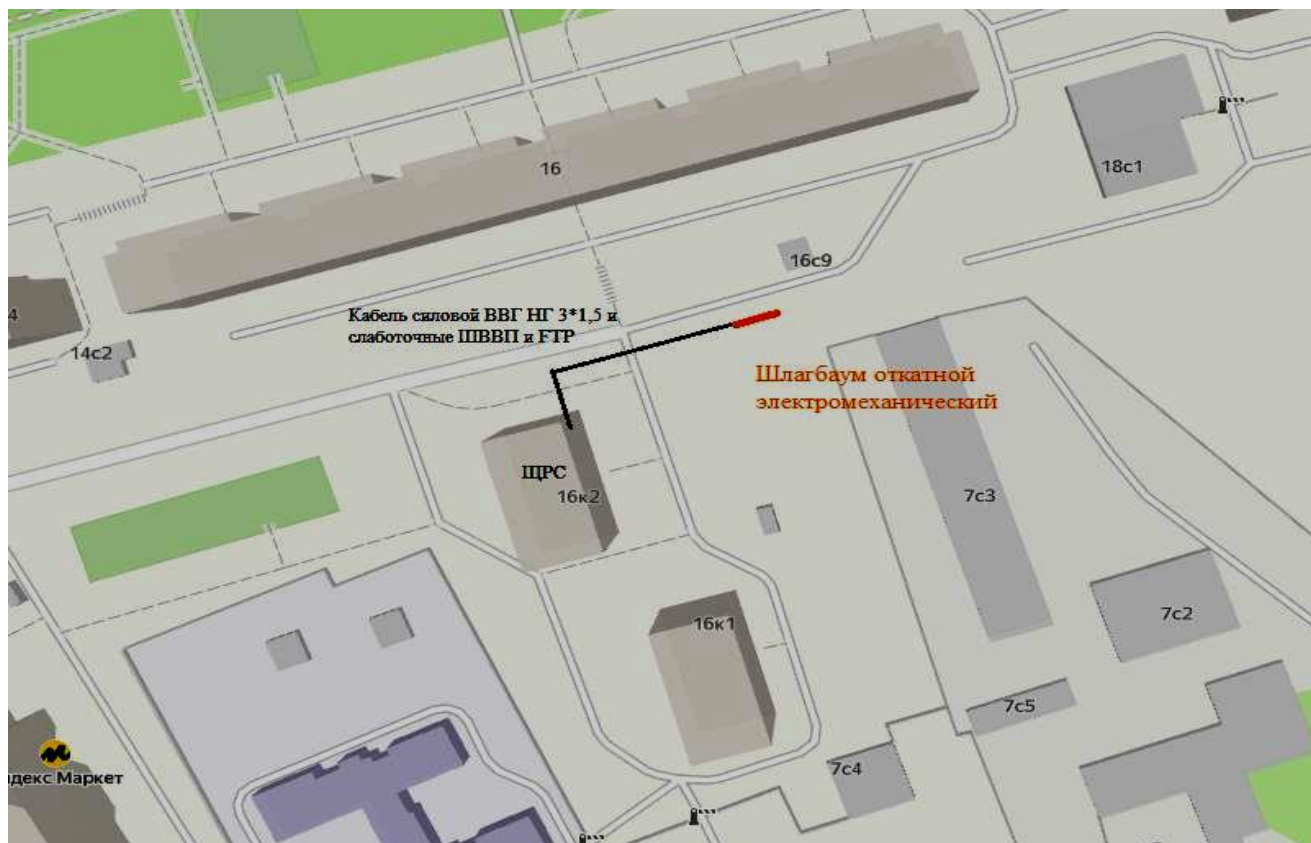 16
18с1
16с9
Кабель силовой ВВГ НГ 3*1,5 и
слаботочные ШВВП и FTP
4
14с2
Шлагбаум откатной
электромеханический
ЩРС
16к2
7с3
16к1
7с2
7с5
7с4
ндекс Маркет